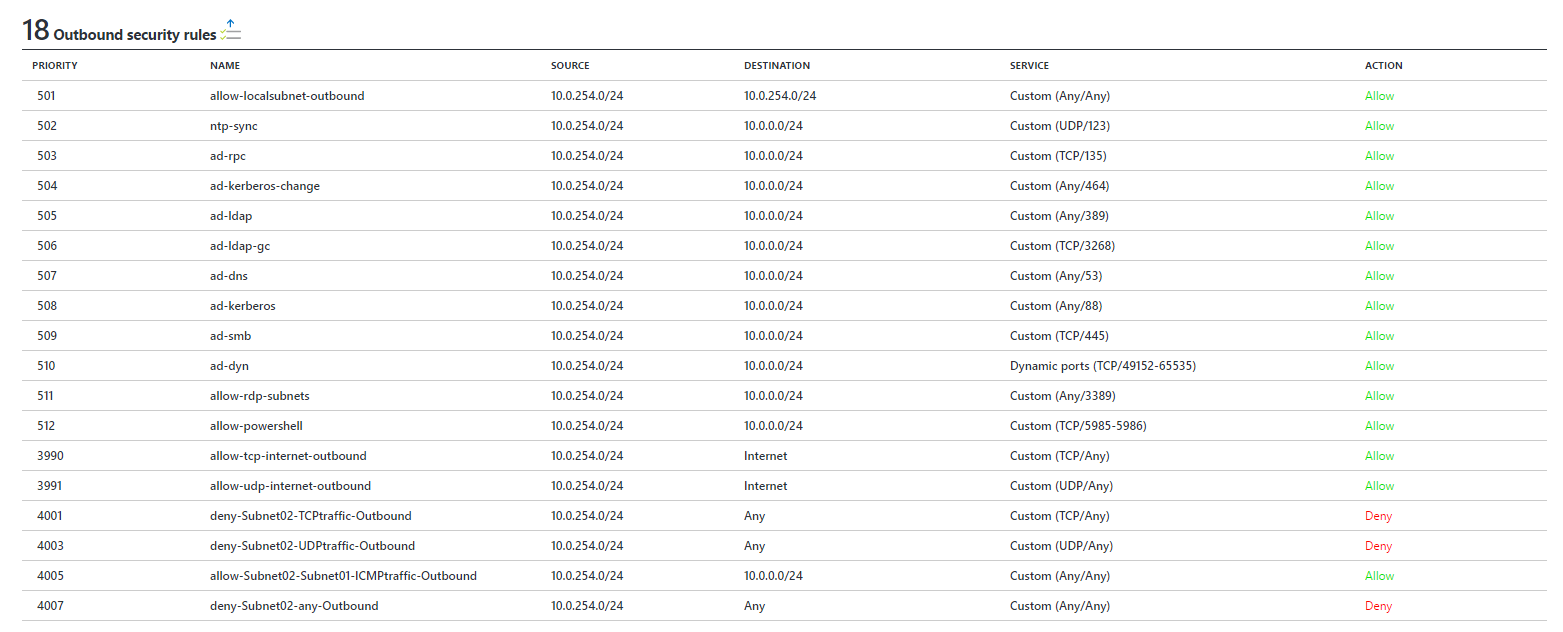 18 Outbound security rules
PRIORITY NAME SOURCE DESTINATION SERVICE ACTION
501 allow-localsubnet-outbound 10.0.254.0/24 10.0.254.0/24 Custom (Any/Any) Allow
502 ntp-sync 10.0.254.0/24 10.0.0.0/24 Custom (UDP/123) Allow
503 ad-rpc 10.0.254.0/24 10.0.0.0/24 Custom (TCP/135) Allow
504 ad-kerberos-change 10.0.254.0/24 10.0.0.0/24 Custom (Any/464) Allow
505 ad-ldap 10.0.254.0/24 10.0.0.0/24 Custom (Any/389) Allow
506 ad-ldap-gc 10.0.254.0/24 10.0.0.0/24 Custom (TCP/3268) Allow
507 ad-dns 10.0.254.0/24 10.0.0.0/24 Custom (Any/53) Allow
508 ad-kerberos 10.0.254.0/24 10.0.0.0/24 Custom (Any/88) Allow
509 ad-smb 10.0.254.0/24 10.0.0.0/24 Custom (TCP/445) Allow
510 ad-dyn 10.0.254.0/24 10.0.0.0/24 Dynamic ports (TCP/49152-65535) Allow
511 allow-rdp-subnets 10.0.254.0/24 10.0.0.0/24 Custom (Any/3389) Allow
512 allow-powershell 10.0.254.0/24 10.0.0.0/24 Custom (TCP/5985-5986) Allow
3990 allow-tcp-internet-outbound 10.0.254.0/24 Internet Custom (TCP/Any) Allow
3991 allow-udp-internet-outbound 10.0.254.0/24 Internet Custom (UDP/Any) Allow
4001 deny-Subnet02-TCPtraffic-Outbound 10.0.254.0/24 Any Custom (TCP/Any) Deny
4003 deny-Subnet02-UDPtraffic-Outbound 10.0.254.0/24 Any Custom (UDP/Any) Deny
4005 allow-Subnet02-Subnet01-ICMPtraffic-Outbound 10.0.254.0/24 10.0.0.0/24 Custom (Any/Any) Allow
4007 deny-Subnet02-any-Outbound 10.0.254.0/24 Any Custom (Any/Any) Deny